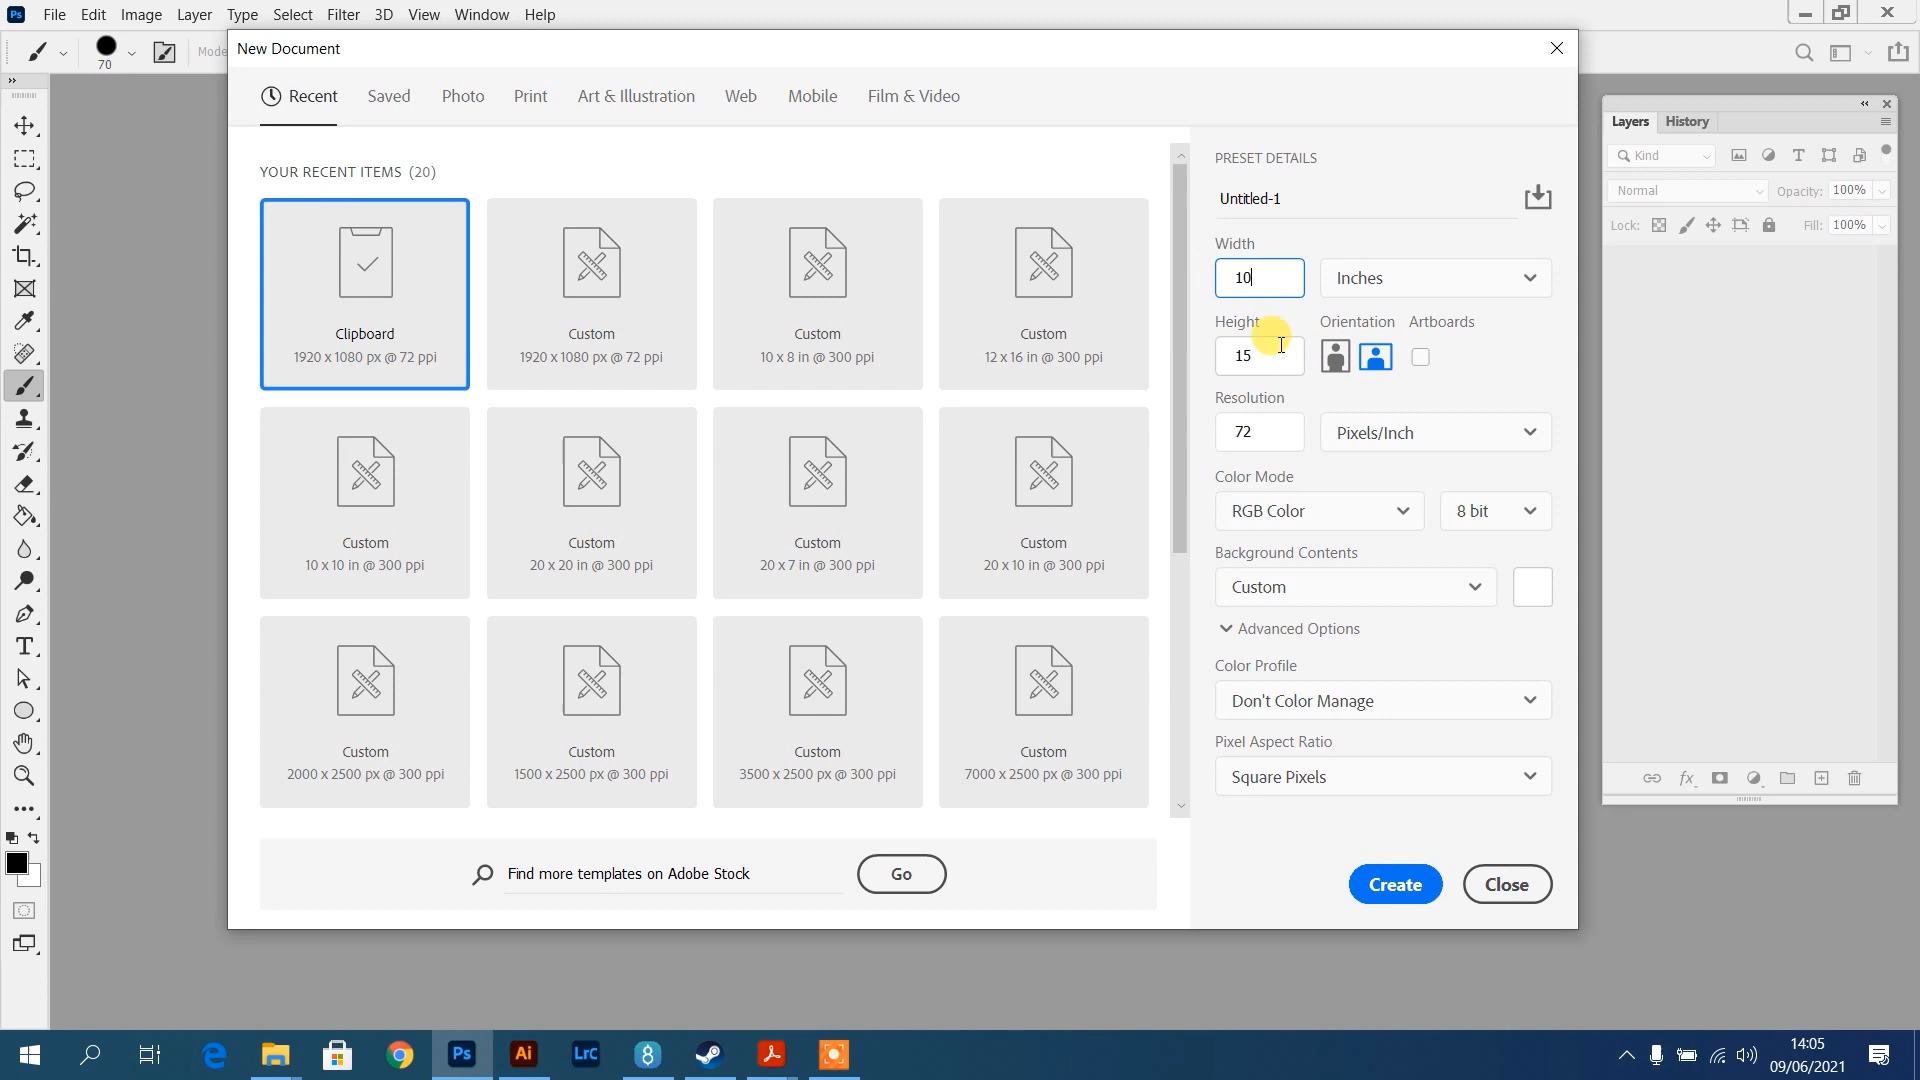 Ps File Edit Image Layer Type Select Filter 3D View Window Help
70 Mode
New Document
Recent Saved Photo Print Art & Illustration Web Mobile Film & Video
YOUR RECENT ITEMS (20)
Clipboard
1920 x 1080 px @ 72 ppi
Custom
1920 x 1080 px @ 72 ppi
Custom
10 x 8 in @ 300 ppi
Custom
12 x 16 in @ 300 ppi
Custom
10 x 10 in @ 300 ppi
Custom
20 x 20 in @ 300 ppi
Custom
20 x 7 in @ 300 ppi
Custom
20 x 10 in @ 300 ppi
Custom
2000 x 2500 px @ 300 ppi
Custom
1500 x 2500 px @ 300 ppi
Custom
3500 x 2500 px @ 300 ppi
Custom
7000 x 2500 px @ 300 ppi
Find more templates on Adobe Stock Go
PRESET DETAILS
Untitled-1
Width
10 Inches
Height Orientation Artboards
15
Resolution
72 Pixels/Inch
Color Mode
RGB Color 8 bit
Background Contents
Custom
Advanced Options
Color Profile
Don't Color Manage
Pixel Aspect Ratio
Square Pixels
Create Close
Layers History
Kind
Normal Opacity: 100%
Lock: Fill: 100%
fx
Ps Ai LrC 8
14:05
09/06/2021